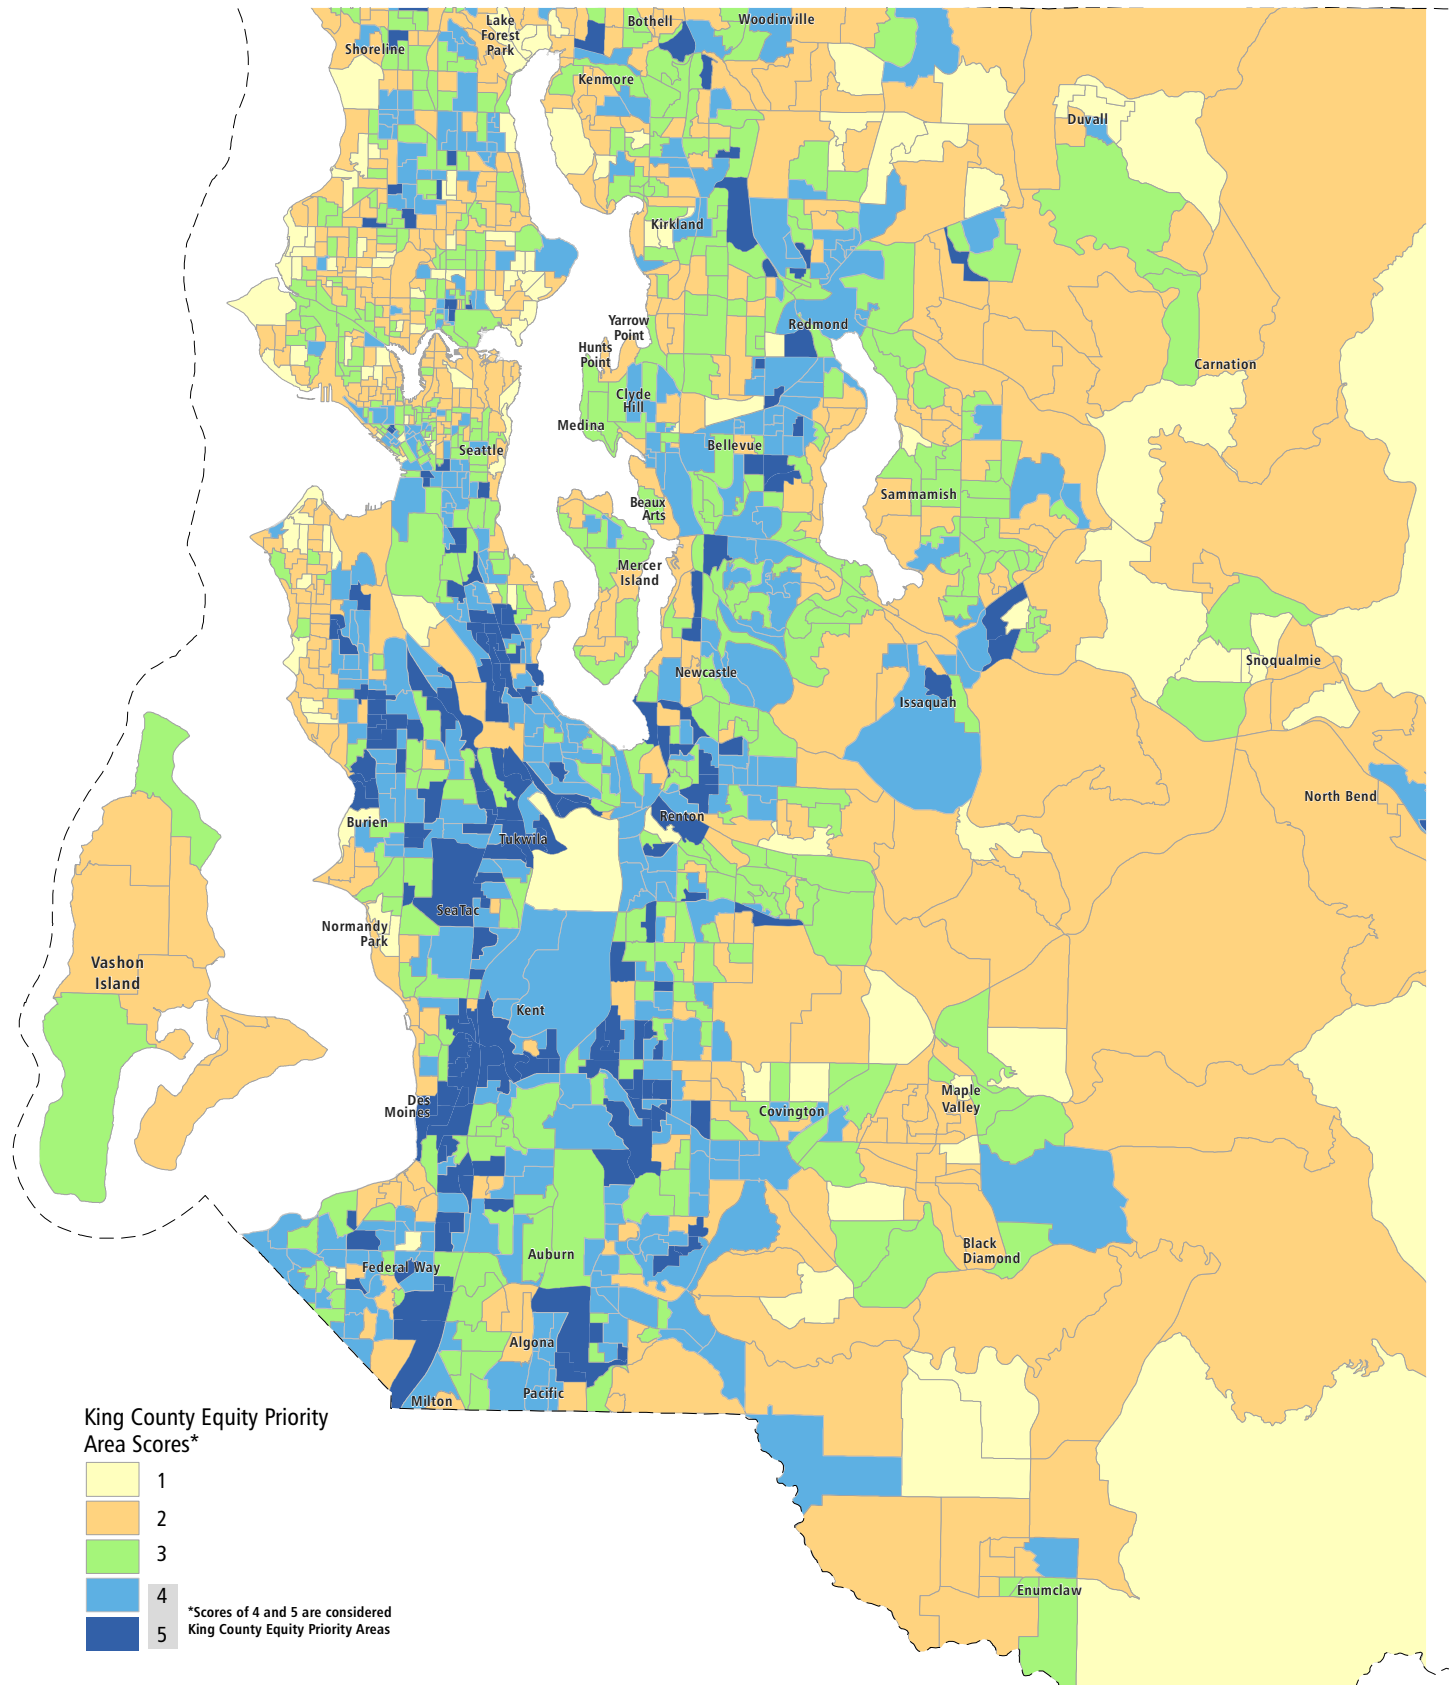 Lake
Forest
Park
Bothell
Woodinville
Shoreline
Kenmore
Duvall
Kirkland
Yarrow
Point
Redmond
Hunts
Point
Carnation
Clyde
Hill
Medina
Bellevue
Seattle
Sammamish
Beaux
Arts
Mercer
Island
Snoqualmie
Newcastle
Issaquah
North Bend
Burien
Renton
Tukwila
SeaTac
Normandy
Park
Vashon
Island
Kent
Maple
Valley
Des
Moines
Covington
Black
Diamond
Auburn
Federal Way
Algona
Pacific
Milton
King County Equity Priority
Area Scores*
1
2
3
4
5
*Scores of 4 and 5 are considered
King County Equity Priority Areas
Enumclaw